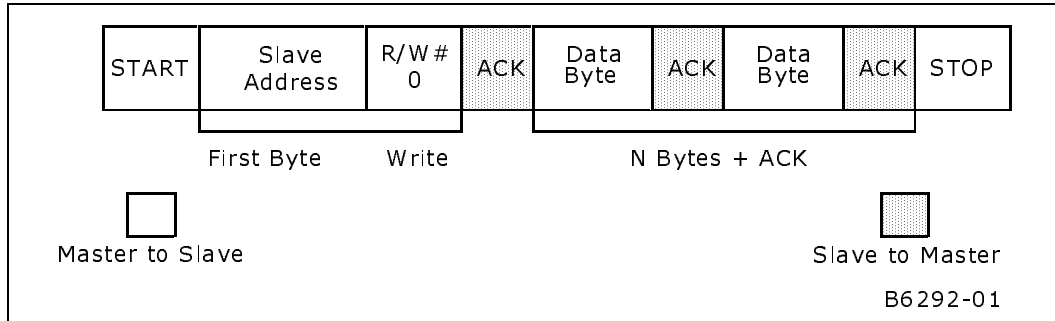 START
Slave
Address
R/W#
0
ACK
Data
Byte
ACK
Data
Byte
ACK
STOP
First Byte
Write
N Bytes + ACK
Master to Slave
Slave to Master
B6292-01